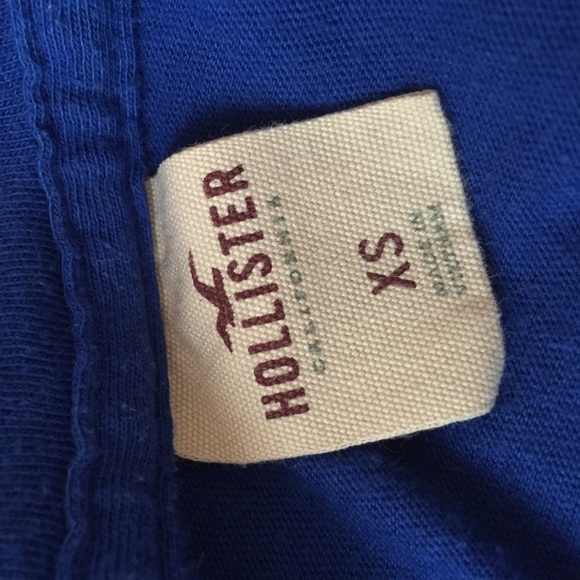 HOLLISTER
CALIFORNIA
XS
MADE IN
VIETNAM